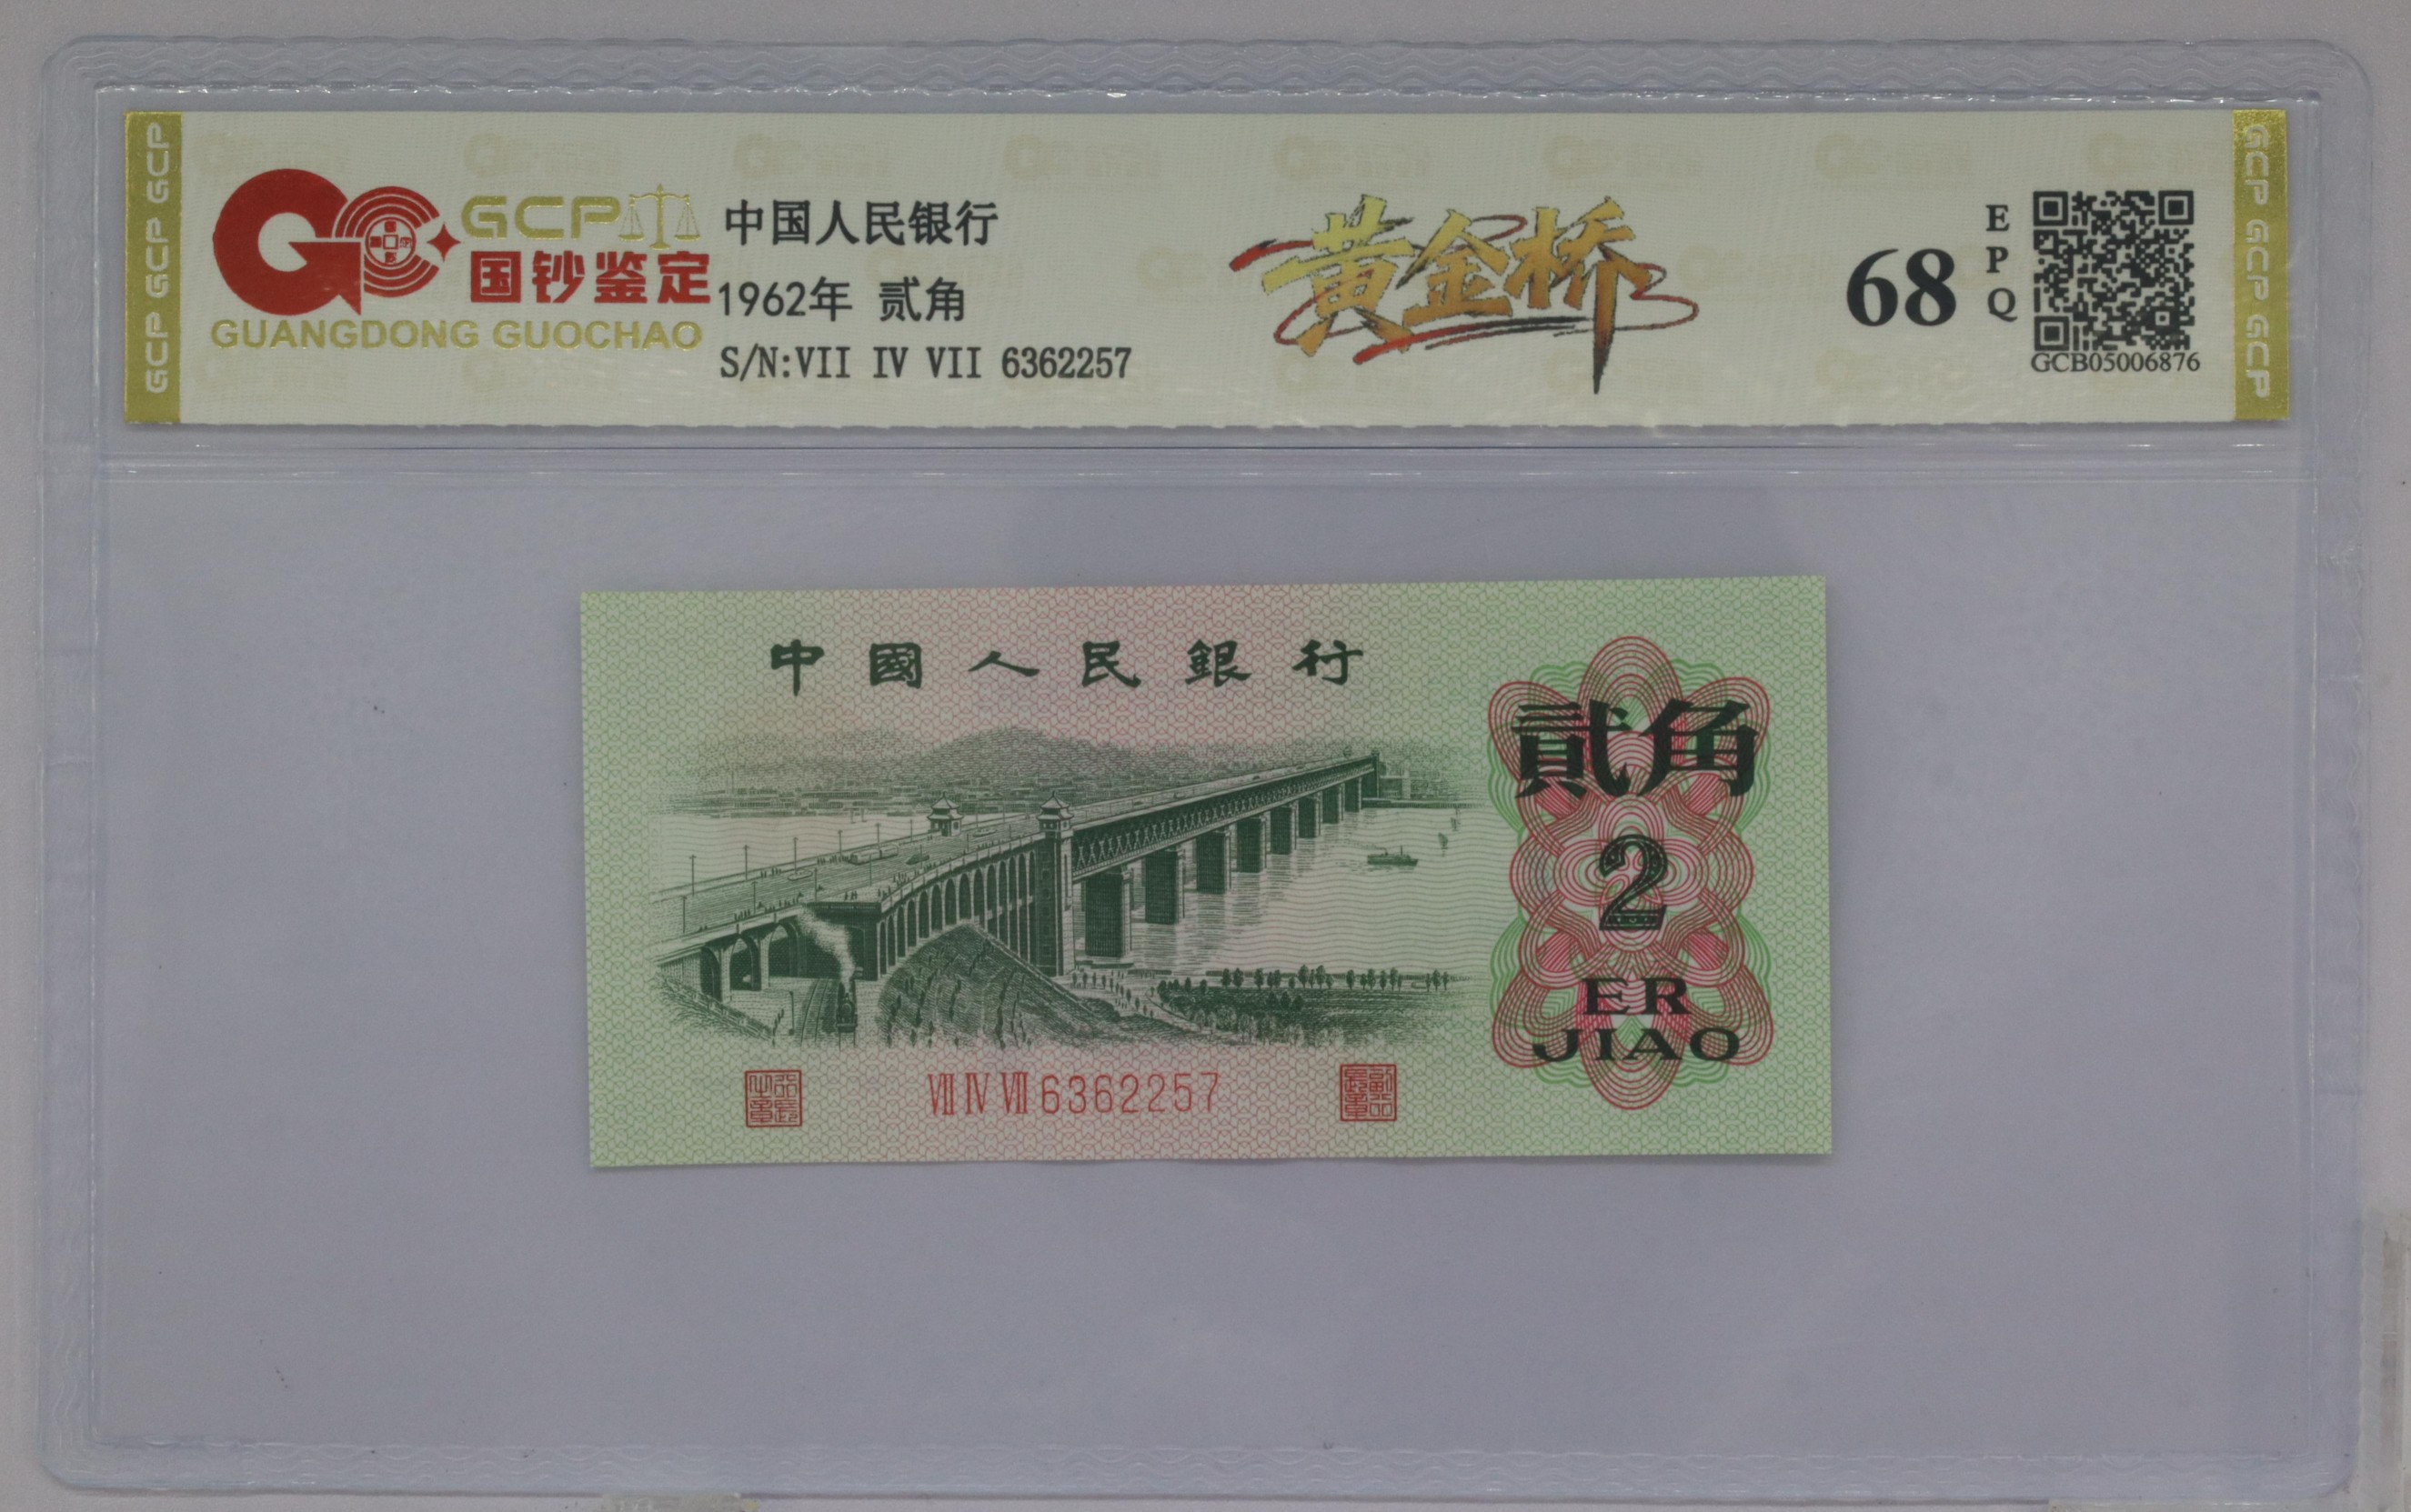 GCP GCP GCP GCP
GCP
国钞鉴定
GUANGDONG GUOCHAO
中国人民银行
1962年 贰角
S/N:VII IV VII 6362257
黄金桥
68
EPQ
GCB05006876
GCP GCP GCP
中國人民銀行
貳角
2
ER
JIAO
VII IV VII 6362257